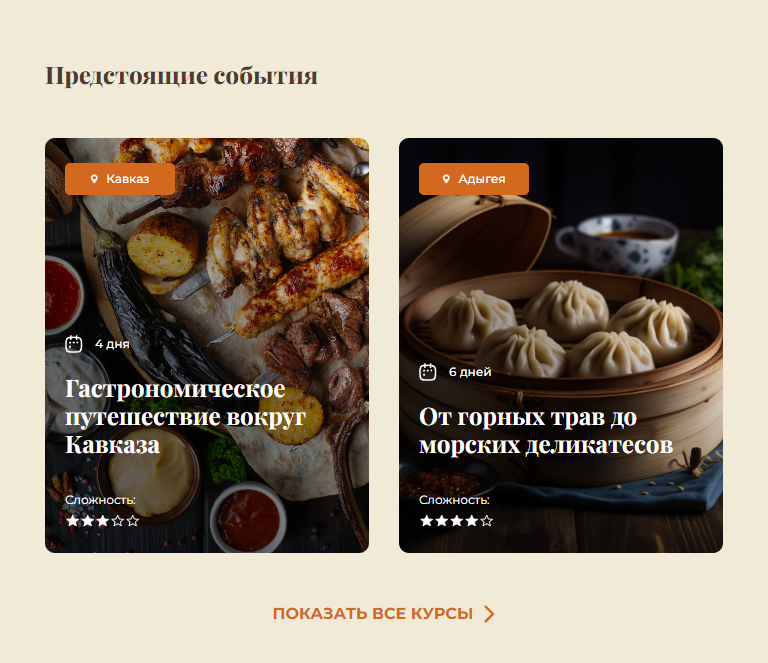 Предстоящие события
Кавказ
4 дня
Гастрономическое
путешествие вокруг
Кавказа
Сложность:
Адыгея
6 дней
От горных трав до
морских деликатесов
Сложность:
ПОКАЗАТЬ ВСЕ КУРСЫ